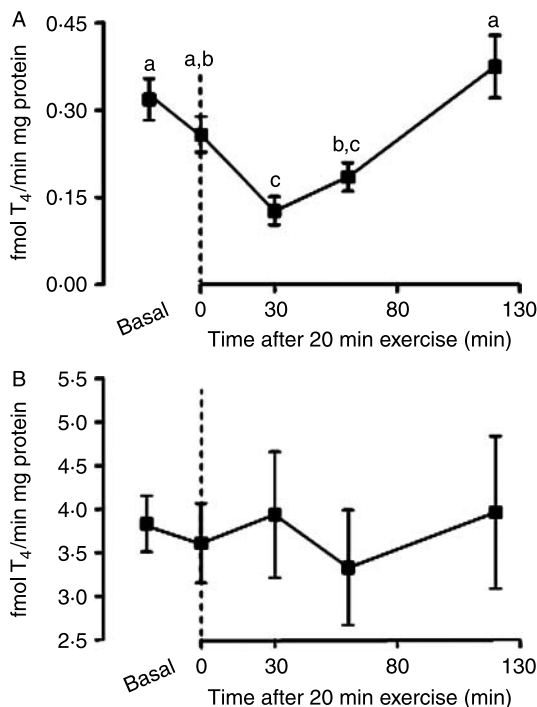 A
0·45
0·30
0·15
0·00
fmol T4/min mg protein
a
a,b
c
b,c
a
Basal
0
30
80
130
Time after 20 min exercise (min)
B
5·5
5·0
4·5
4·0
3·5
3·0
2·5
fmol T4/min mg protein
Basal
0
30
80
130
Time after 20 min exercise (min)